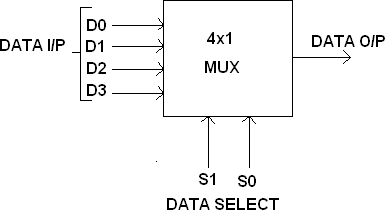 D0
D1
DATA I/P
D2
D3
4x1
MUX
DATA O/P
S1 S0
DATA SELECT